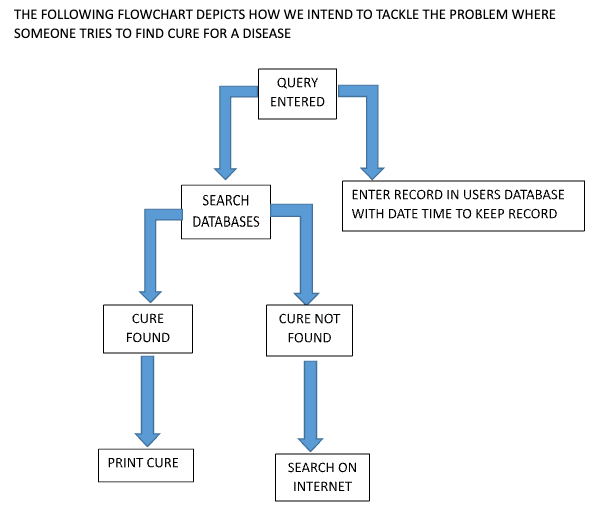 THE FOLLOWING FLOWCHART DEPICTS HOW WE INTEND TO TACKLE THE PROBLEM WHERE
SOMEONE TRIES TO FIND CURE FOR A DISEASE
QUERY
ENTERED
SEARCH
DATABASES
ENTER RECORD IN USERS DATABASE
WITH DATE TIME TO KEEP RECORD
CURE
FOUND
CURE NOT
FOUND
PRINT CURE
SEARCH ON
INTERNET